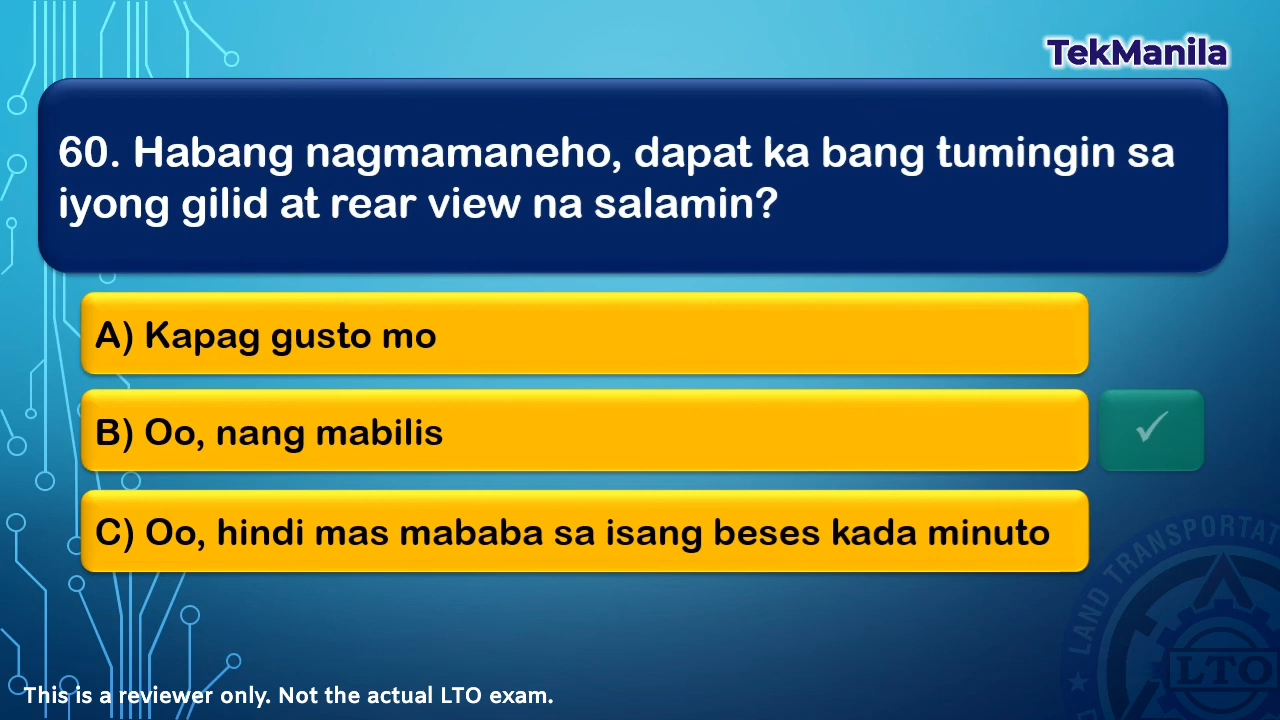 TekManila
60. Habang nagmamaneho, dapat ka bang tumingin sa
iyong gilid at rear view na salamin?
A) Kapag gusto mo
B) Oo, nang mabilis
✓
C) Oo, hindi mas mababa sa isang beses kada minuto
LAND TRANSPORTAT
LTO
This is a reviewer only. Not the actual LTO exam.